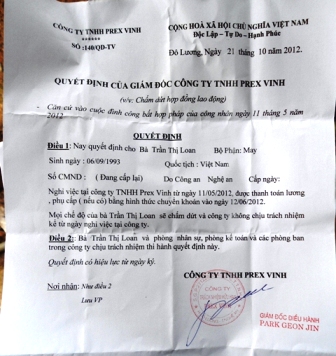 CÔNG TY TNHH PREX VINH
CỘNG HOÀ XÃ HỘI CHỦ NGHĨA VIỆT NAM
******
Độc Lập - Tự Do - Hạnh Phúc
SỐ :140/QĐ-TV
Đô Lương, Ngày 21 tháng 10 năm 2012.
QUYẾT ĐỊNH CỦA GIÁM ĐỐC CÔNG TY TNHH PREX VINH
(v/v: Chấm dứt hợp đồng lao động)
- Căn cứ vào cuộc đình công bất hợp pháp của công nhân ngày 11 tháng 5 năm
2012
QUYẾT ĐỊNH
Điều 1: Nay quyết định cho Bà Trần Thị Loan Bộ Phận: May
Sinh ngày : 06/09/1993 Quốc tịch : Việt Nam
Số CMND : ( Đang cấp lại) Do Công an Nghệ an Cấp ngày:
Nghỉ việc tại công ty TNHH Prex Vinh từ ngày 11/05/2012, được thanh toán lương
, phụ cấp ( nếu có) bằng hình thức chuyển khoản vào ngày 12/06/2012.
Mọi chế độ của bà Trần Thị Loan sẽ chấm dứt và công ty không chịu trách nhiệm
kể từ ngày nghỉ việc tại công ty.
Điều 2: Bà Trần Thị Loan và phòng nhân sự, phòng kế toán và các phòng ban
trong công ty chịu trách nhiệm thi hành quyết định này.
Quyết định có hiệu lực từ ngày ký.
CÔNG TY TNHH PREX VINH
Nơi nhận: Như điều 2
Lưu VP
CÔNG TY
GIÁM ĐỐC ĐIỀU HÀNH
PARK GEON JIN